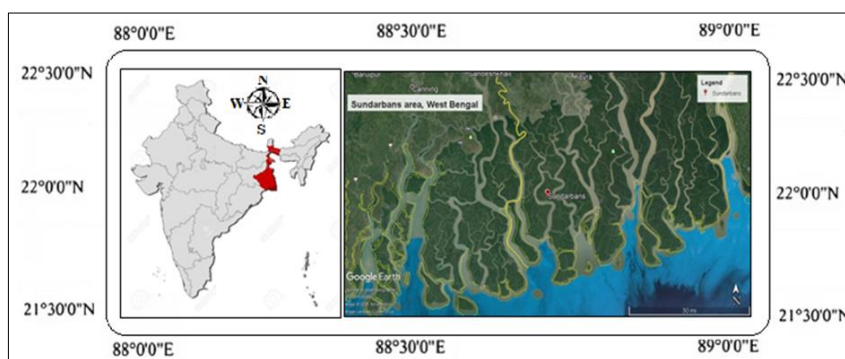 88°0'0"E
88°30'0"E
89°0'0"E
22°30'0"N
22°30'0"N
N
W E
S
Baruipur
Canning
Legend
Sundarbans
Sundarbans area, West Bengal
22°0'0"N
22°0'0"N
Sundarbans
Google Earth
N
21°30'0"N
21°30'0"N
88°0'0"E
88°30'0"E
89°0'0"E